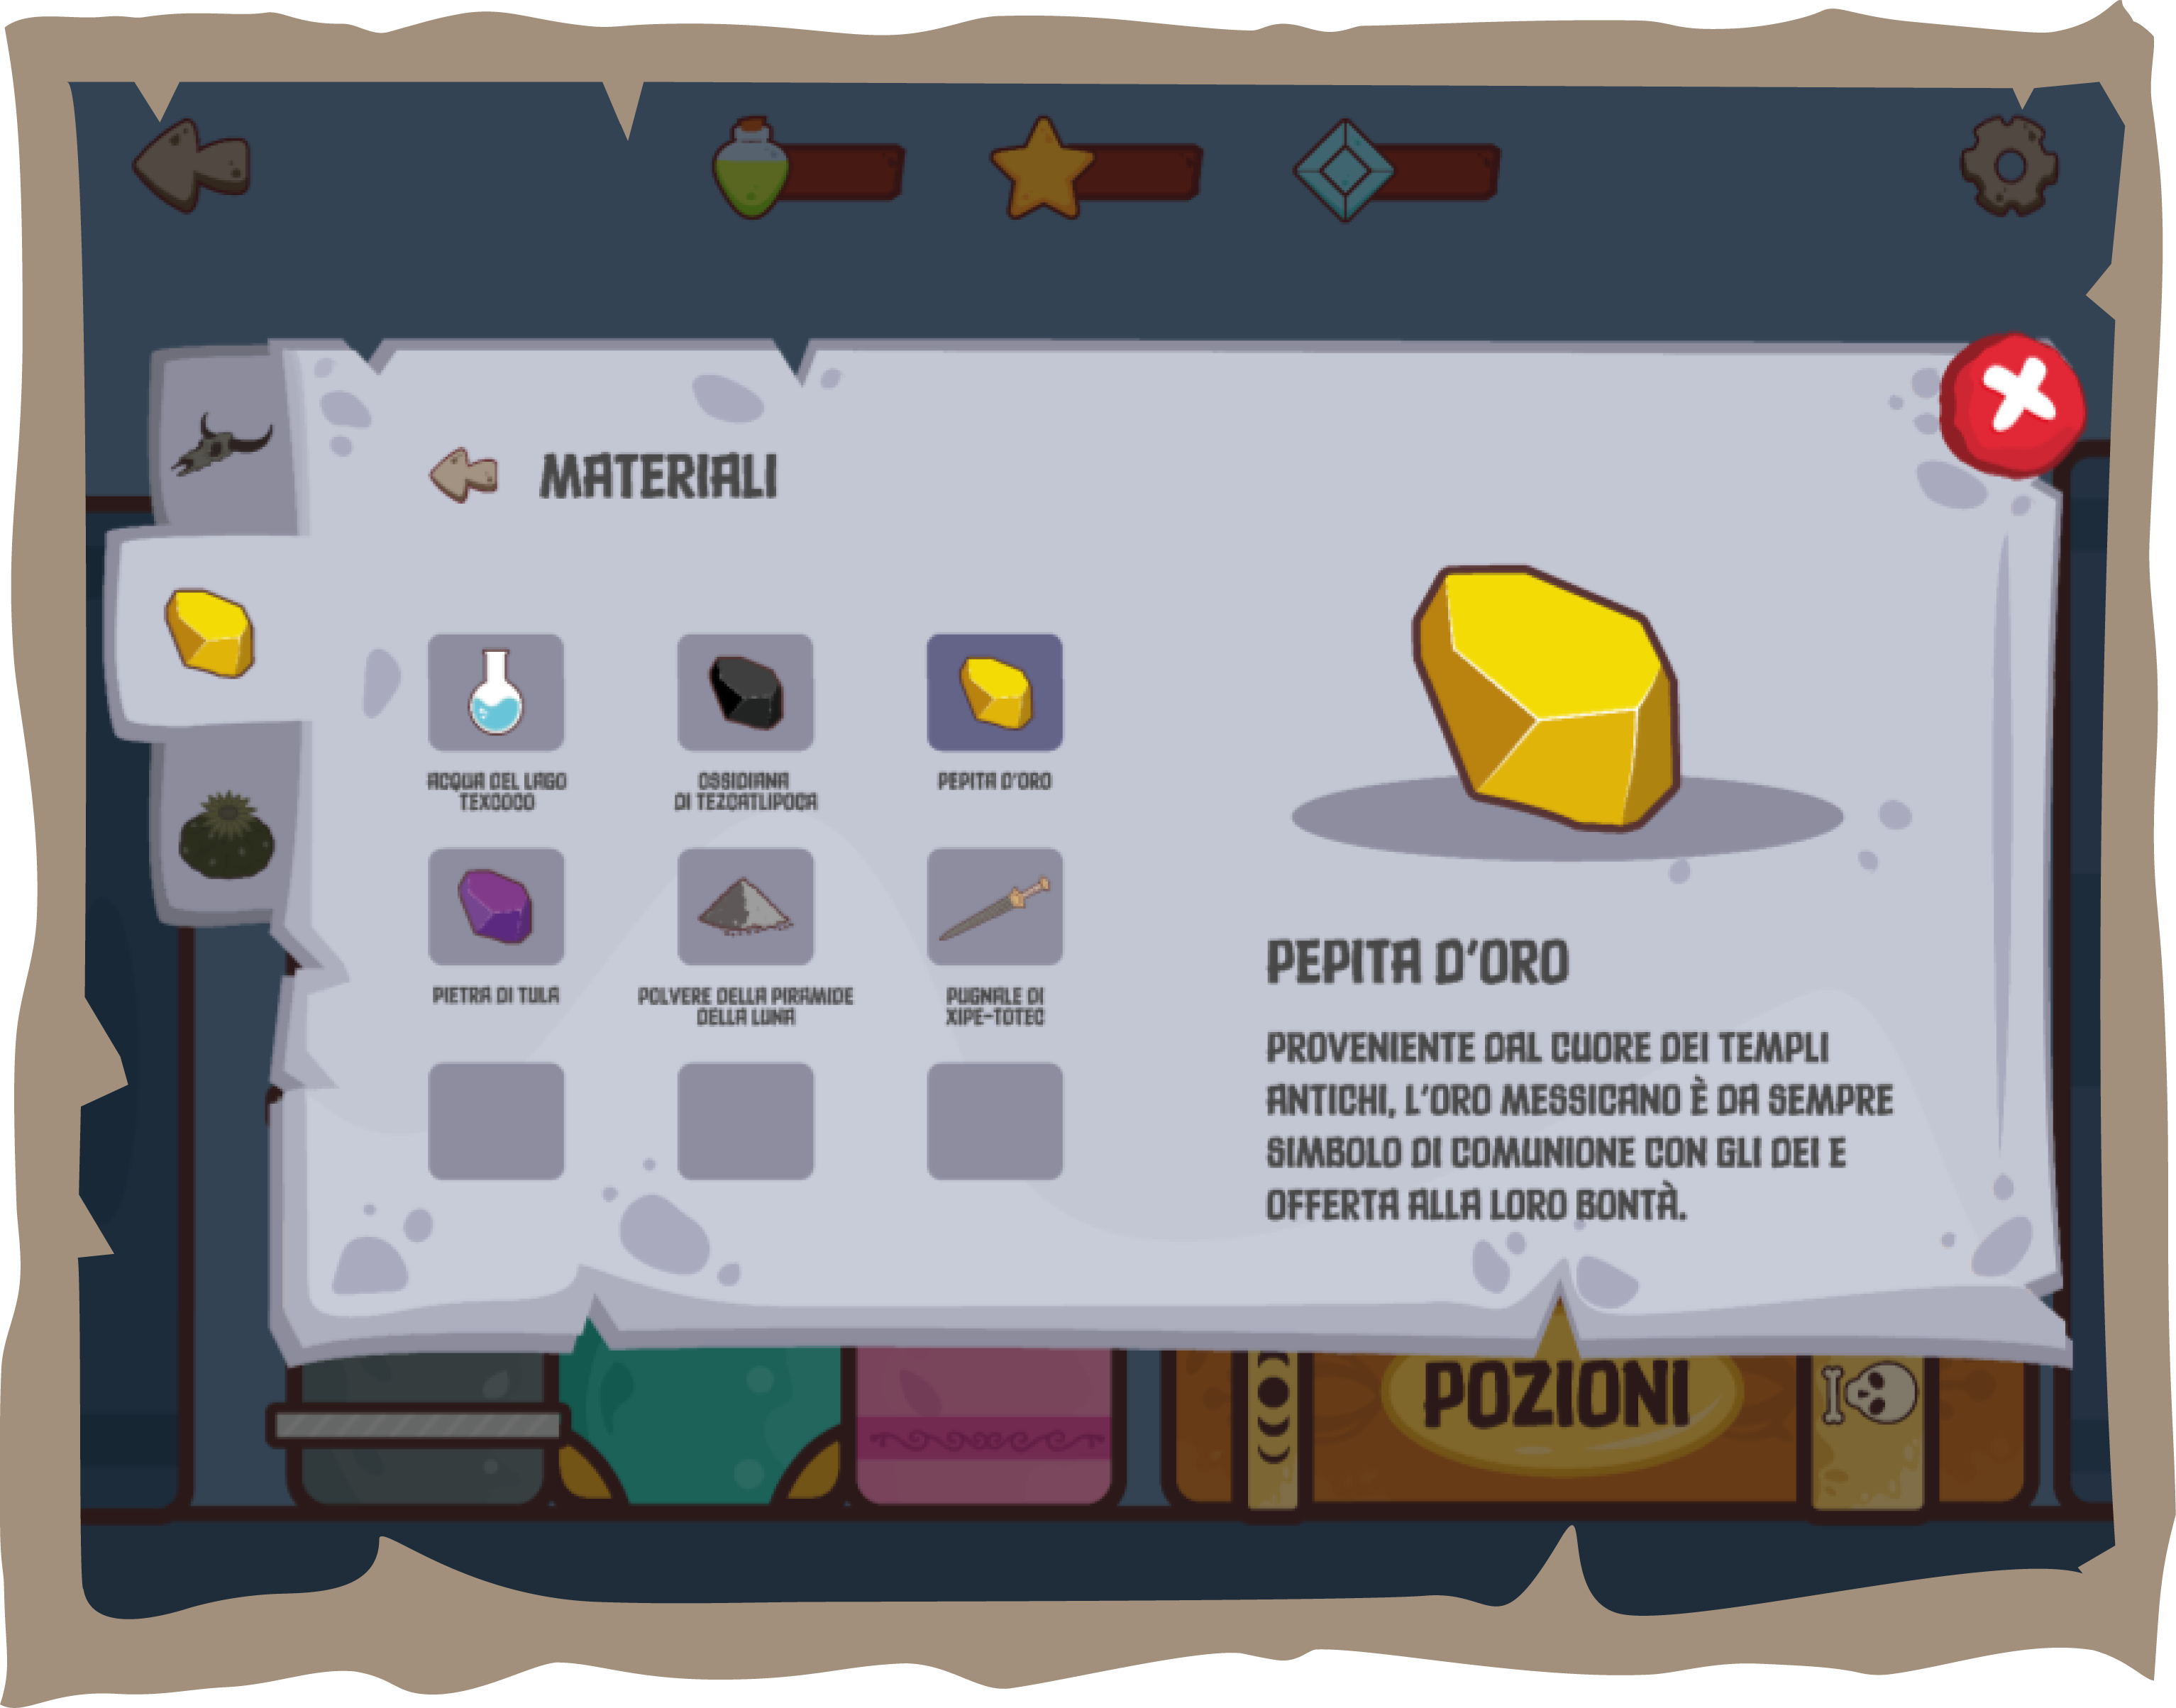 MATERIALI
ACQUA DEL LAGO
TEXCOCO
OSSIDIANA
DI TEZCATLIPOCA
PEPITA D'ORO
PIETRA DI TULA
POLVERE DELLA PIRAMIDE
DELLA LUNA
PUGNALE DI
XIPE-TOTEC
PEPITA D'ORO
PROVENIENTE DAL CUORE DEI TEMPLI
ANTICHI, L'ORO MESSICANO È DA SEMPRE
SIMBOLO DI COMUNIONE CON GLI DEI E
OFFERTA ALLA LORO BONTÀ.
POZIONI